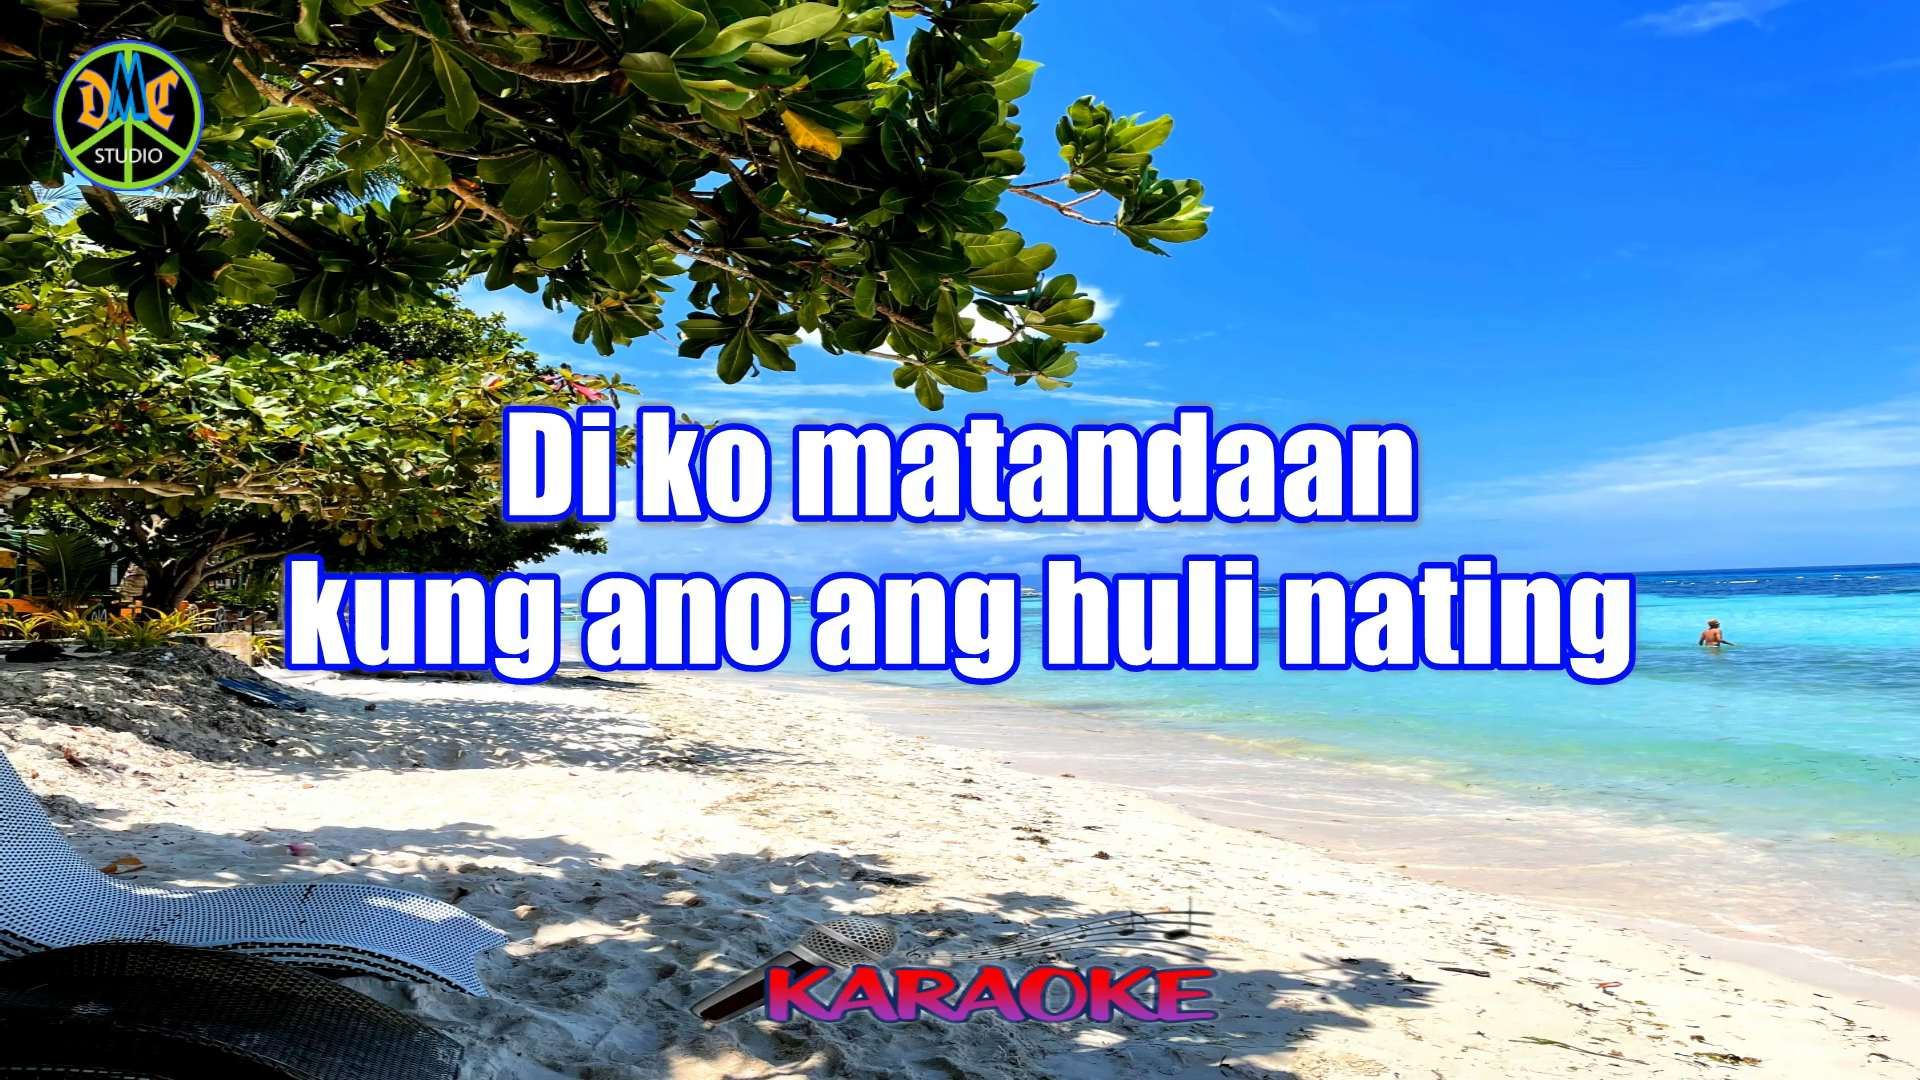 DMC
STUDIO
Di ko matandaan
kung ano ang huli nating
KARAOKE